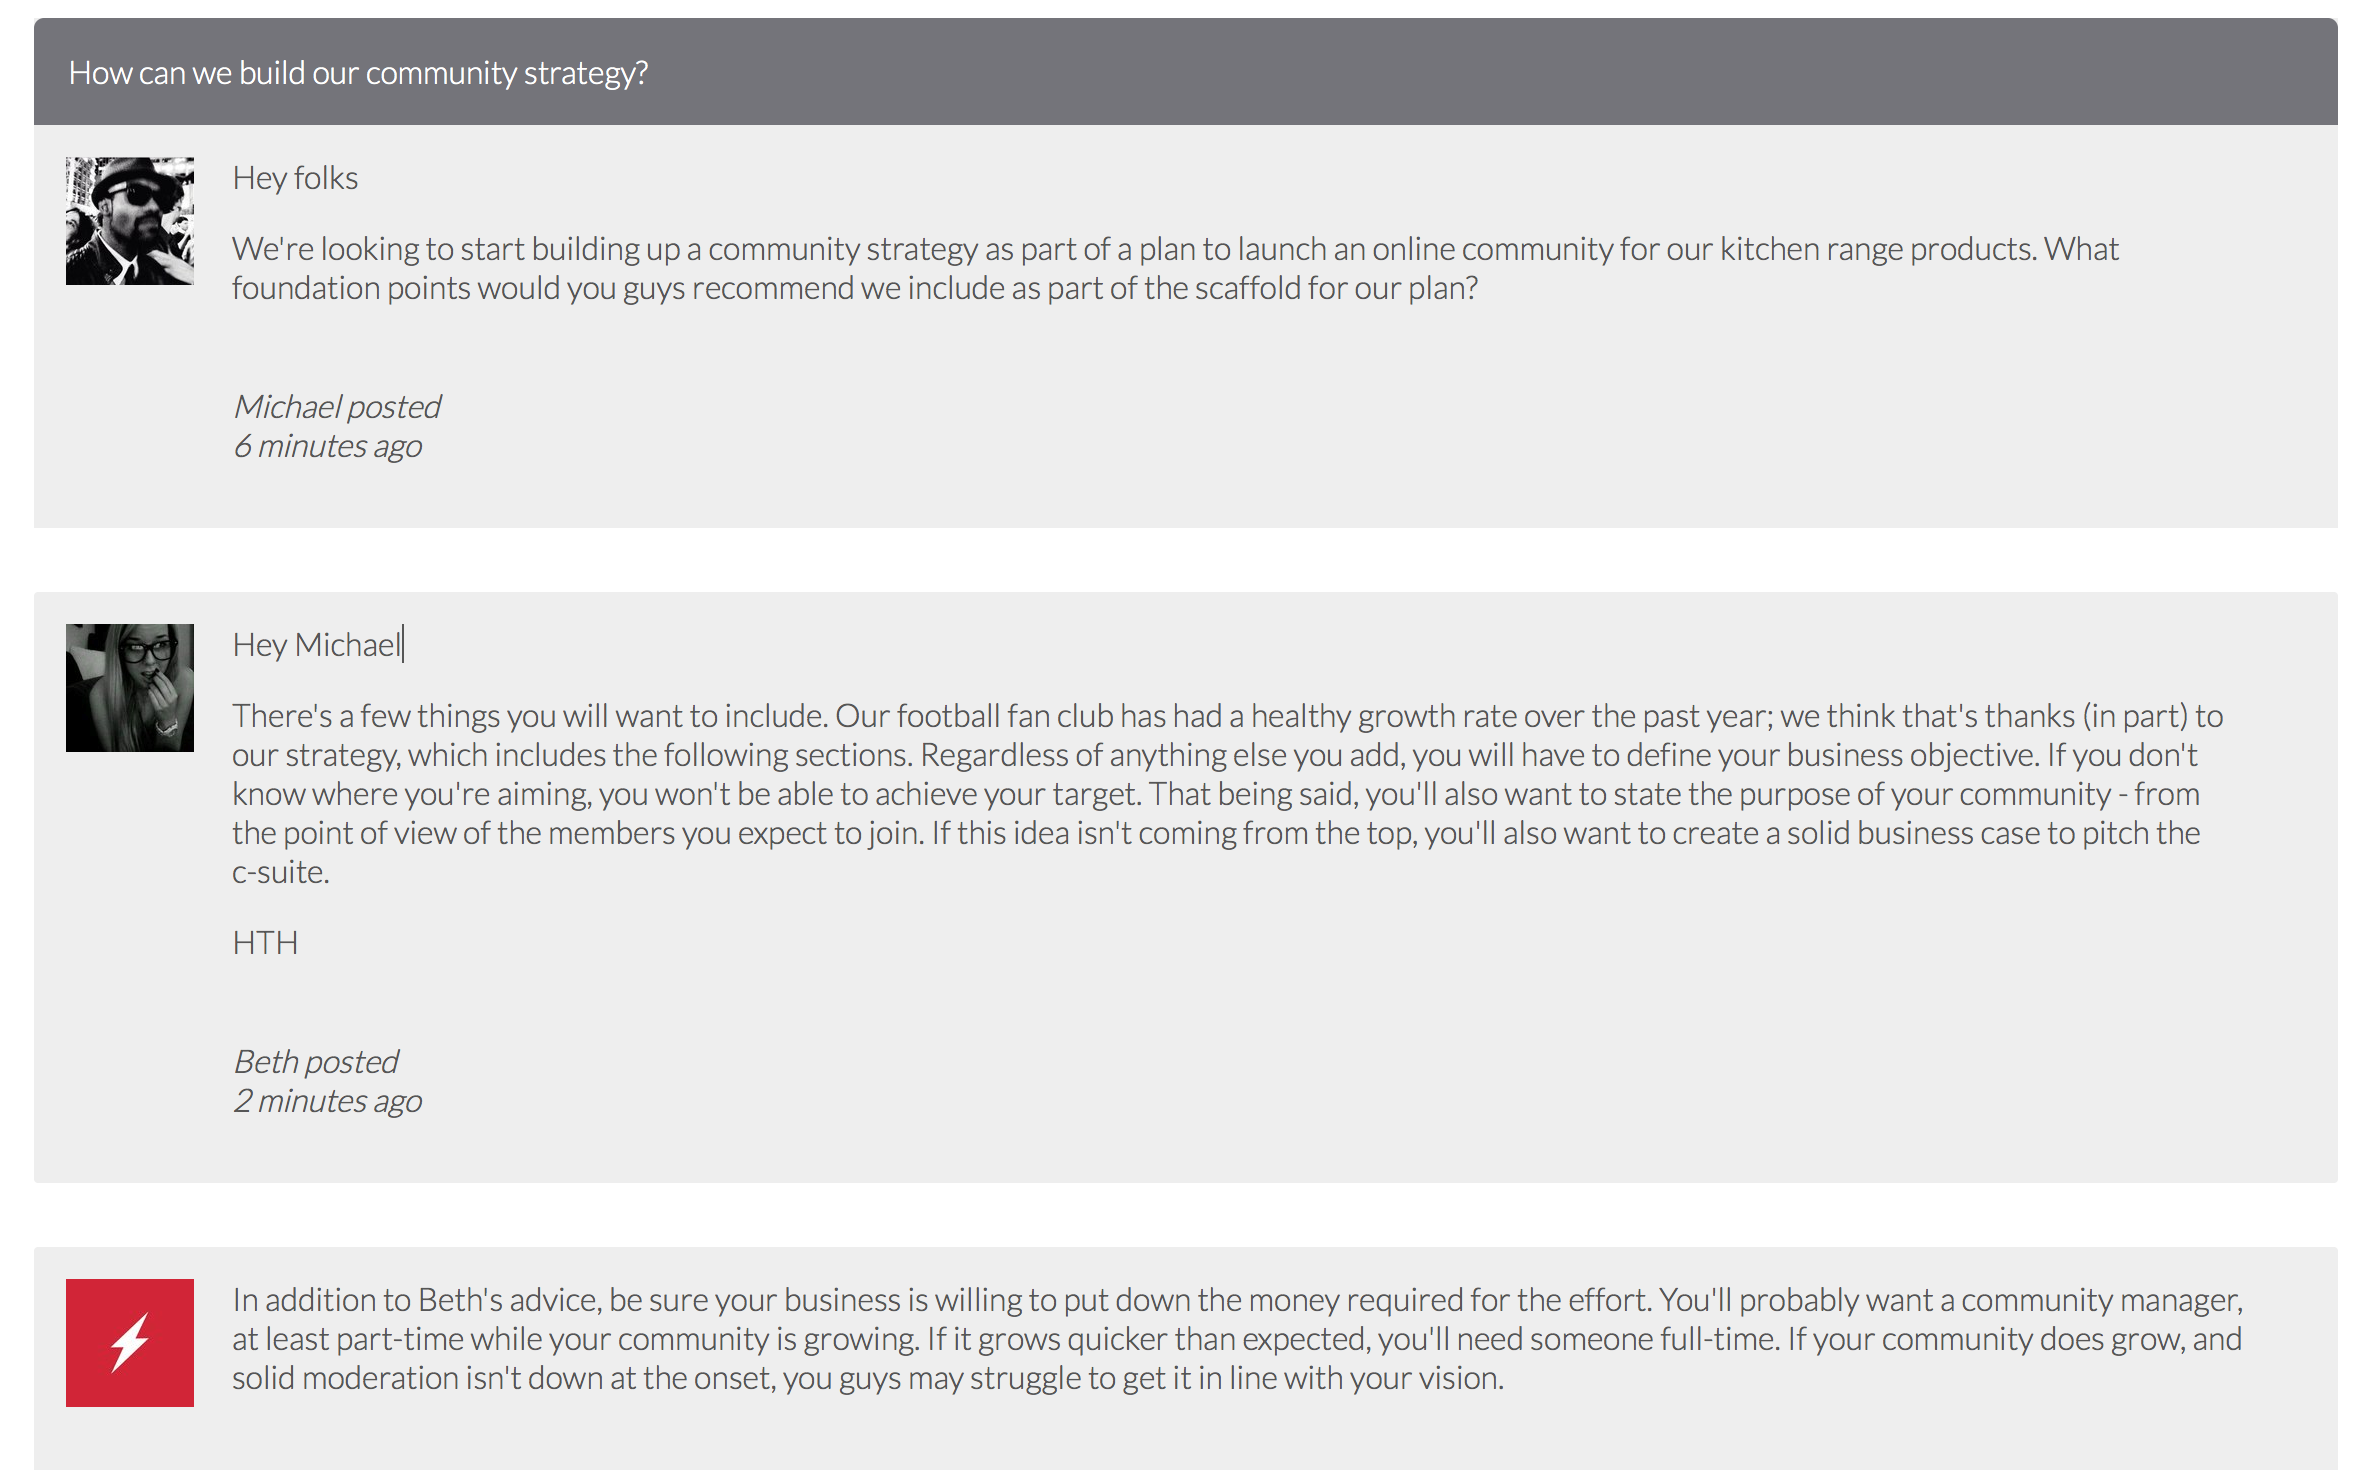 How can we build our community strategy?
Hey folks
We're looking to start building up a community strategy as part of a plan to launch an online community for our kitchen range products. What
foundation points would you guys recommend we include as part of the scaffold for our plan?
Michael posted
6 minutes ago
Hey Michael
There's a few things you will want to include. Our football fan club has had a healthy growth rate over the past year; we think that's thanks (in part) to
our strategy, which includes the following sections. Regardless of anything else you add, you will have to define your business objective. If you don't
know where you're aiming, you won't be able to achieve your target. That being said, you'll also want to state the purpose of your community - from
the point of view of the members you expect to join. If this idea isn't coming from the top, you'll also want to create a solid business case to pitch the
c-suite.
HTH
Beth posted
2 minutes ago
In addition to Beth's advice, be sure your business is willing to put down the money required for the effort. You'll probably want a community manager,
at least part-time while your community is growing. If it grows quicker than expected, you'll need someone full-time. If your community does grow, and
solid moderation isn't down at the onset, you guys may struggle to get it in line with your vision.